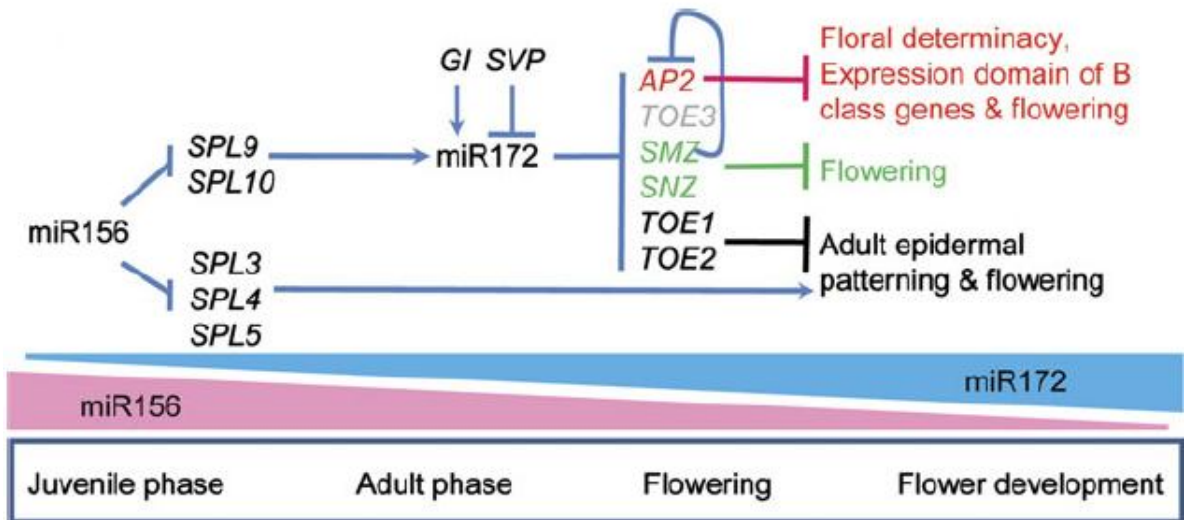 GI SVP
Floral determinacy,
Expression domain of B
class genes & flowering
AP2
TOE3
SPL9
SPL10
miR172
SMZ
SNZ
Flowering
miR156
TOE1
TOE2
Adult epidermal
patterning & flowering
SPL3
SPL4
SPL5
miR172
miR156
Juvenile phase Adult phase Flowering Flower development